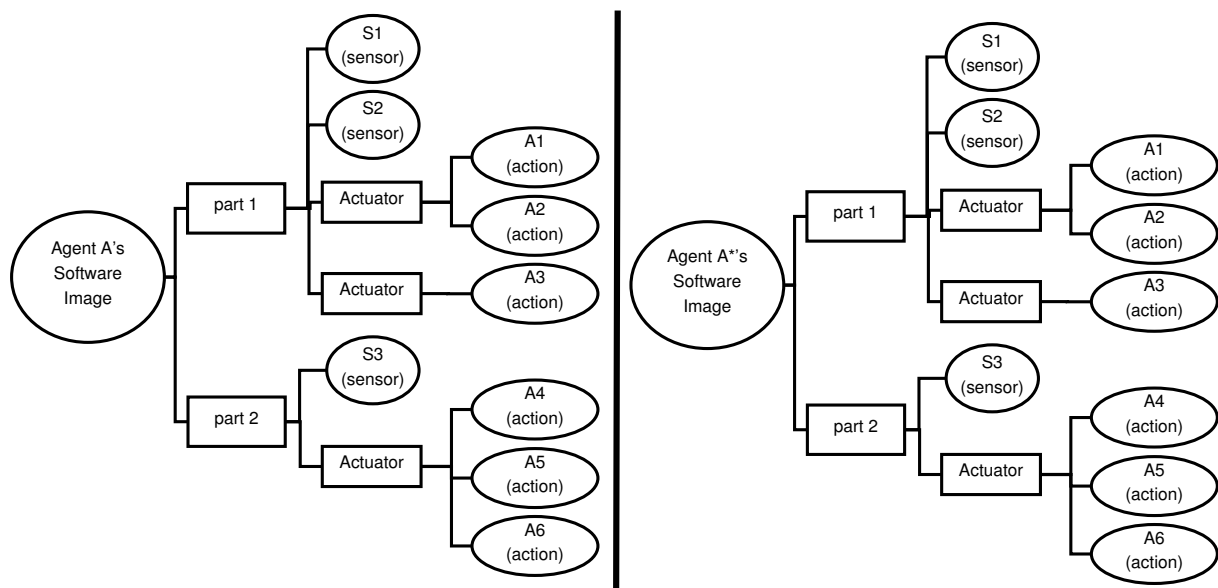 S1
(sensor)
S2
(sensor)
A1
(action)
part 1
Actuator
A2
(action)
Agent A's
Software
Image
Actuator
A3
(action)
S3
(sensor)
part 2
A4
(action)
Actuator
A5
(action)
A6
(action)
S1
(sensor)
S2
(sensor)
A1
(action)
part 1
Actuator
A2
(action)
Agent A*'s
Software
Image
Actuator
A3
(action)
S3
(sensor)
part 2
A4
(action)
Actuator
A5
(action)
A6
(action)